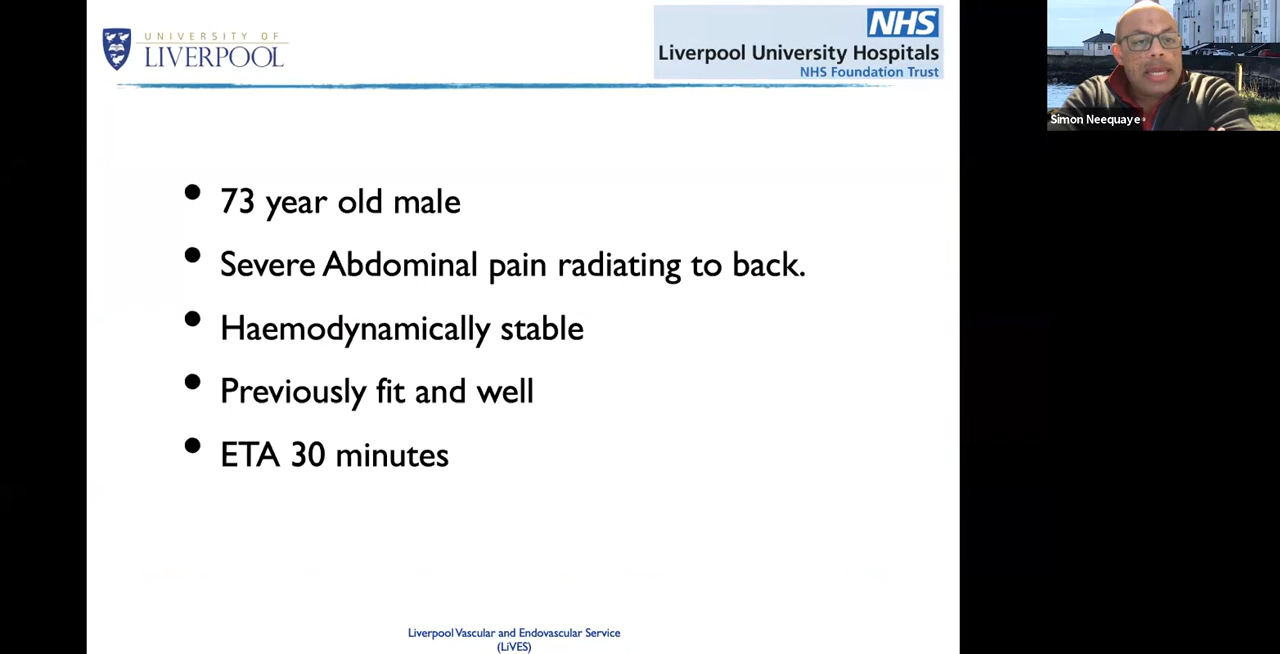 UNIVERSITY OF
LIVERPOOL
NHS
Liverpool University Hospitals
NHS Foundation Trust
Simon Neequaye
• 73 year old male
• Severe Abdominal pain radiating to back.
• Haemodynamically stable
• Previously fit and well
• ETA 30 minutes
Liverpool Vascular and Endovascular Service
(LiVES)